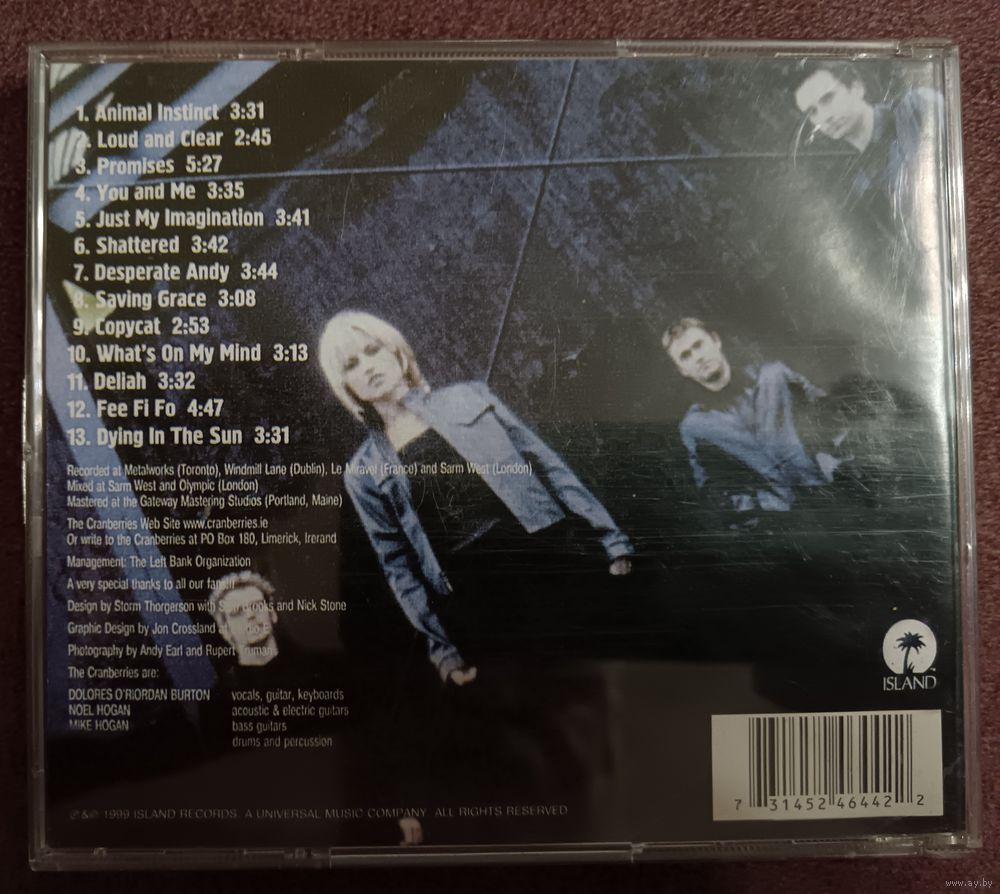 1. Animal Instinct 3:31
2. Loud and Clear 2:45
3. Promises 5:27
4. You and Me 3:35
5. Just My Imagination 3:41
6. Shattered 3:42
7. Desperate Andy 3:44
8. Saving Grace 3:08
9. Copycat 2:53
10. What's On My Mind 3:13
11. Deliah 3:32
12. Fee Fi Fo 4:47
13. Dying In The Sun 3:31
Recorded at Metalworks (Toronto), Windmill Lane (Dublin), Le Miravel (France) and Sarm West (London)
Mixed at Sarm West and Olympic (London)
Mastered at the Gateway Mastering Studios (Portland, Maine)
The Cranberries Web Site www.cranberries.ie
Or write to the Cranberries at PO Box 180, Limerick, Irerand
Management: The Left Bank Organization
A very special thanks to all our fans!!!
Design by Storm Thorgerson with Brooks and Nick Stone
Graphic Design by Jon Crossland at
Photography by Andy Earl and Rupert Truman
The Cranberries are:
DOLORES O'RIORDAN BURTON vocals, guitar, keyboards
NOEL HOGAN acoustic & electric guitars
MIKE HOGAN bass guitars
drums and percussion
ISLAND
℗&© 1999 ISLAND RECORDS. A UNIVERSAL MUSIC COMPANY. ALL RIGHTS RESERVED
7 31452 46442 2
www.ay.by